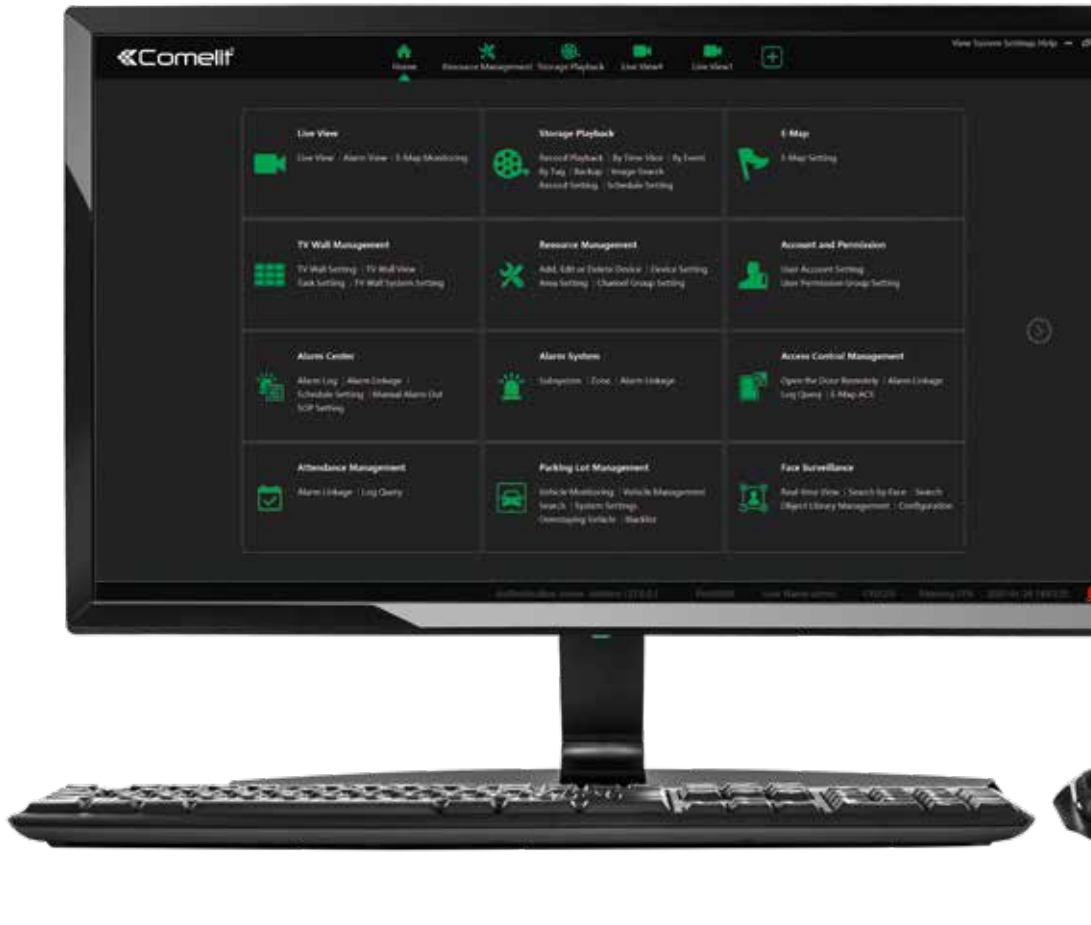 Comelit
View System Settings Help
Home
Resource Management
Storage Playback
Live View4
Live View1
Live View
Live View | Alarm View | E-Map Monitoring
Storage Playback
Record Playback | By Time Slice | By Event
By Tag | Backup | Image Search
Record Setting | Schedule Setting
E-Map
E-Map Setting
TV Wall Management
TV Wall Setting | TV Wall View |
Task Setting | TV Wall System Setting
Resource Management
Add, Edit or Delete Device | Device Setting
Area Setting | Channel Group Setting
Account and Permission
User Account Setting
User Permission Group Setting
Alarm Center
Alarm Log | Alarm Linkage |
Schedule Setting | Manual Alarm Out
SOP Setting
Alarm System
Subsystem | Zone | Alarm Linkage
Access Control Management
Open the Door Remotely | Alarm Linkage
Log Query | E-Map ACS
Attendance Management
Alarm Linkage | Log Query
Parking Lot Management
Vehicle Monitoring | Vehicle Management
Search | System Settings
Overstaying Vehicle | Blacklist
Face Surveillance
Real-time View | Search by Face | Search
Object Library Management | Configuration